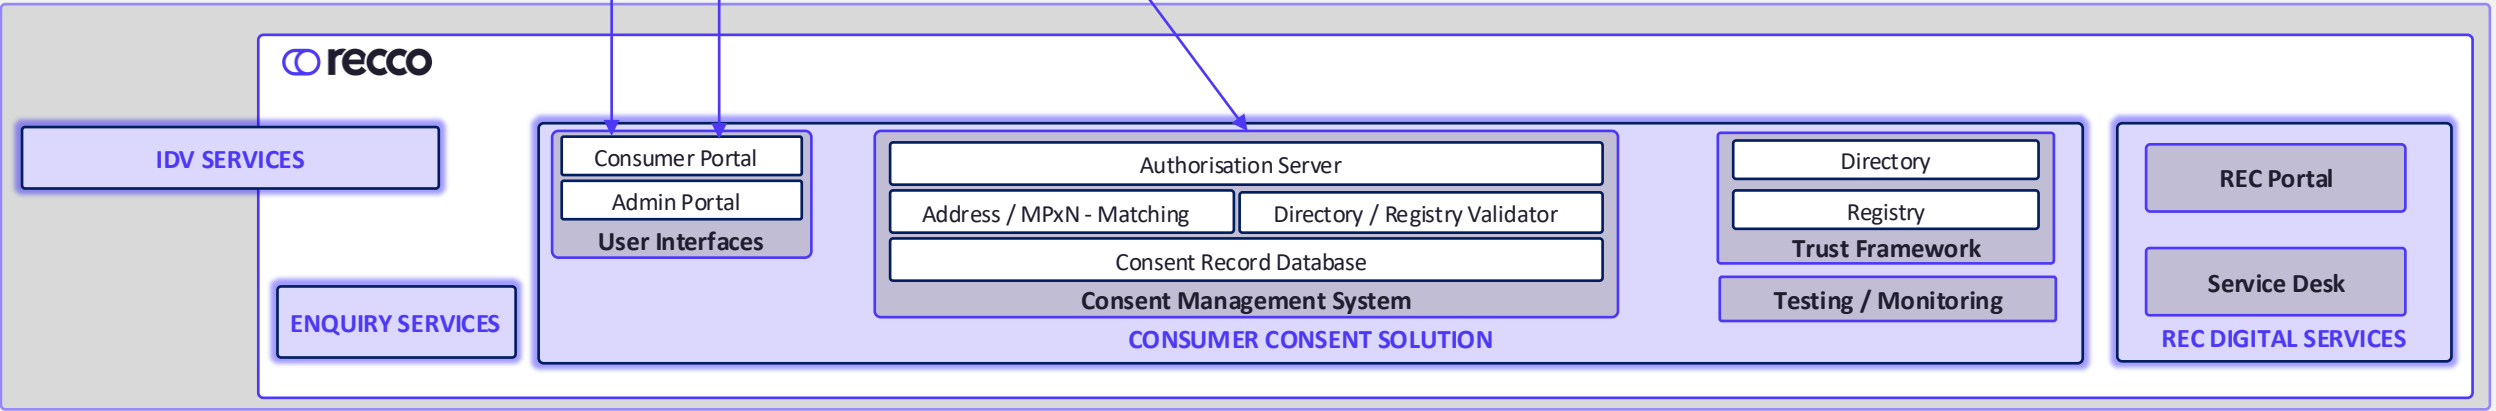 recco
IDV SERVICES
ENQUIRY SERVICES
Consumer Portal
Admin Portal
User Interfaces
Authorisation Server
Address / MPxN - Matching
Directory / Registry Validator
Consent Record Database
Consent Management System
Directory
Registry
Trust Framework
Testing / Monitoring
CONSUMER CONSENT SOLUTION
REC Portal
Service Desk
REC DIGITAL SERVICES